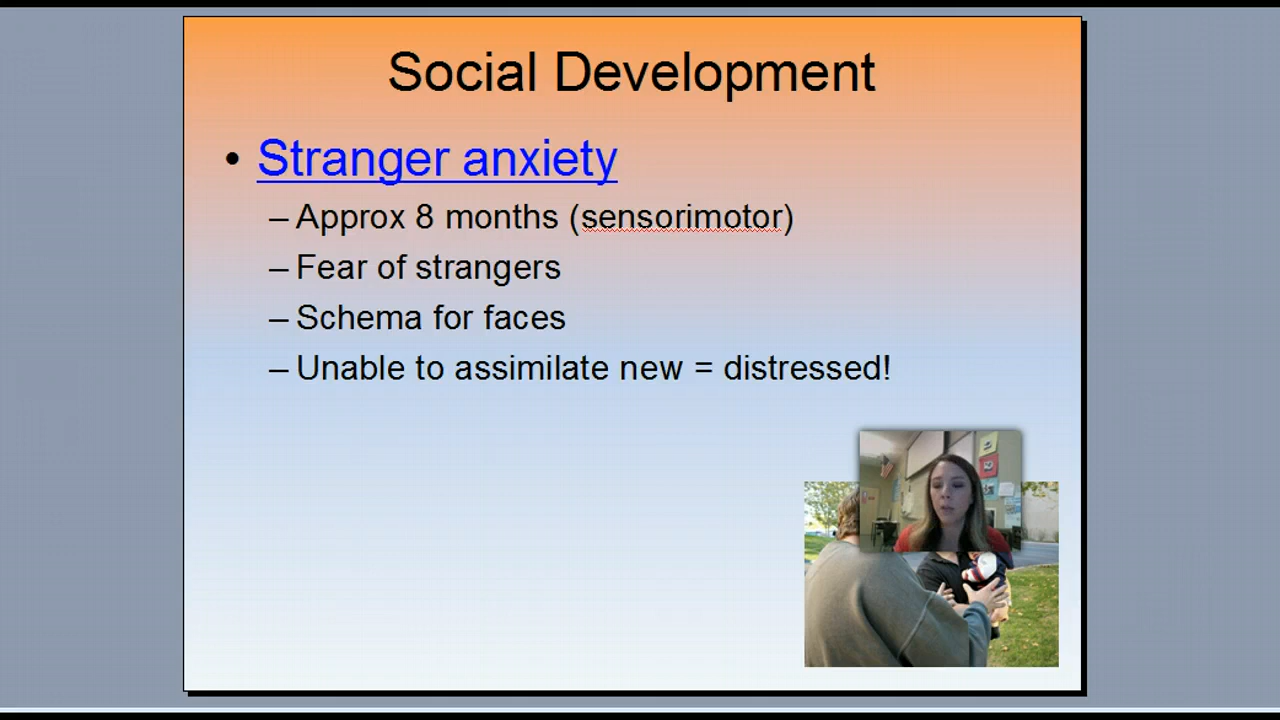 Social Development
• Stranger anxiety
– Approx 8 months (sensorimotor)
– Fear of strangers
– Schema for faces
– Unable to assimilate new = distressed!